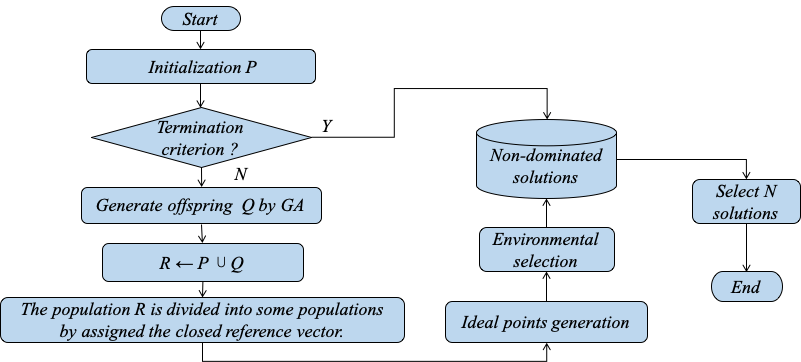 Start
Initialization P
Termination
criterion ?
Y
N
Generate offspring Q by GA
R ← P ∪ Q
The population R is divided into some populations
by assigned the closed reference vector.
Ideal points generation
Environmental
selection
Non-dominated
solutions
Select N
solutions
End